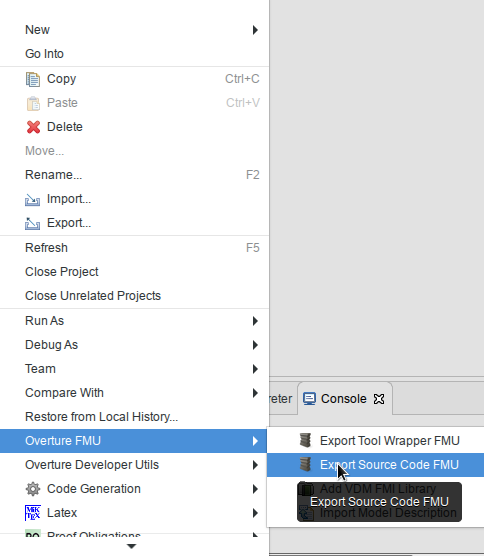 New
Go Into
Copy Ctrl+C
Paste Ctrl+V
Delete
Move...
Rename... F2
Import...
Export...
Refresh F5
Close Project
Close Unrelated Projects
Run As
Debug As
Team
Compare With
reter Console
Restore from Local History...
Overture FMU
Export Tool Wrapper FMU
Overture Developer Utils
Export Source Code FMU
Code Generation
Add VDM FMI Library
Export Source Code FMU
Latex
Import Model Description
Proof Obligations